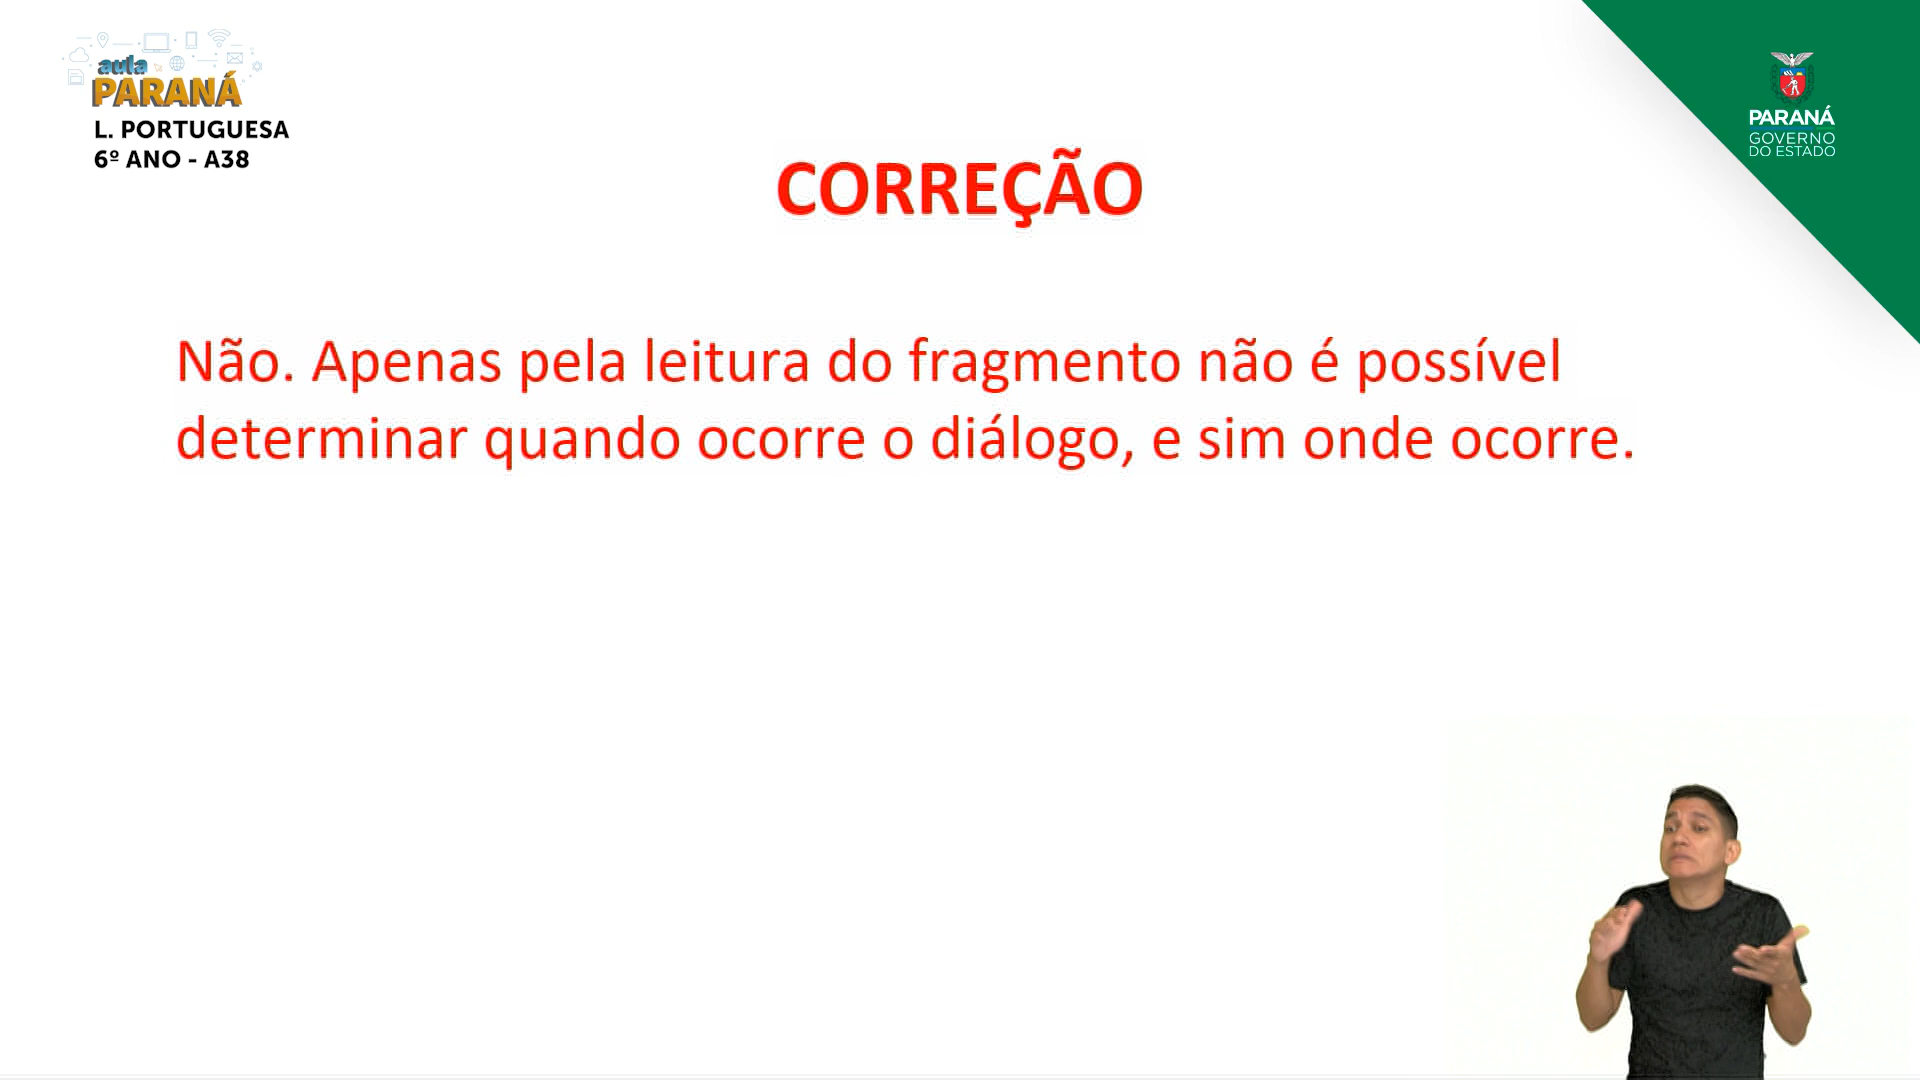 aula
PARANÁ
L. PORTUGUESA
6º ANO - A38
PARANÁ
GOVERNO
DO ESTADO
CORREÇÃO
Não. Apenas pela leitura do fragmento não é possível
determinar quando ocorre o diálogo, e sim onde ocorre.